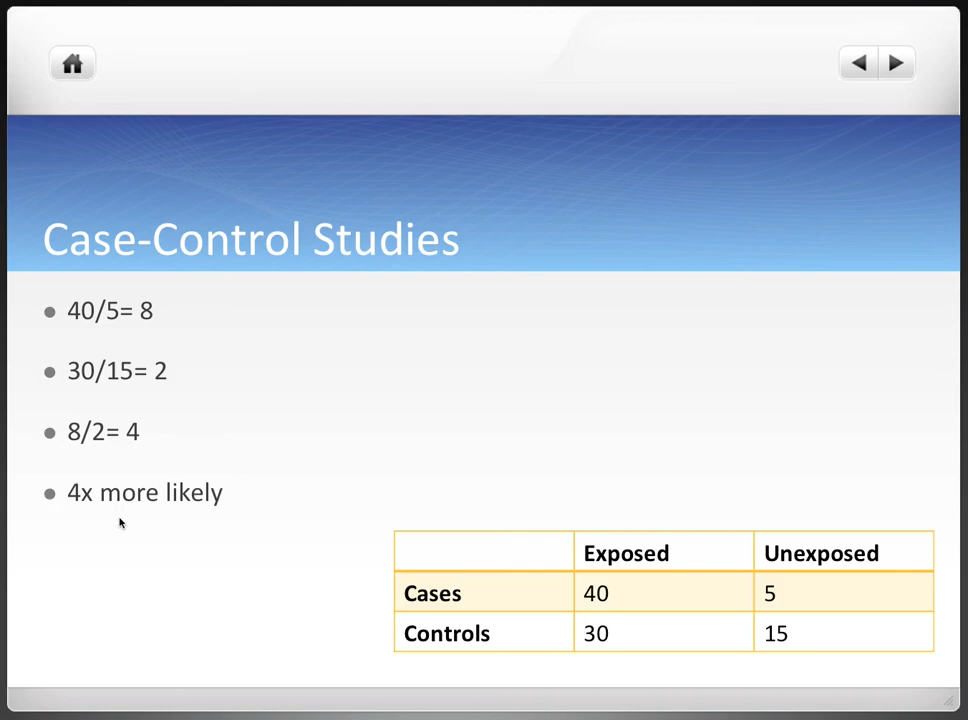 Case-Control Studies
40/5= 8
30/15= 2
8/2= 4
4x more likely
Exposed Unexposed
Cases 40 5
Controls 30 15